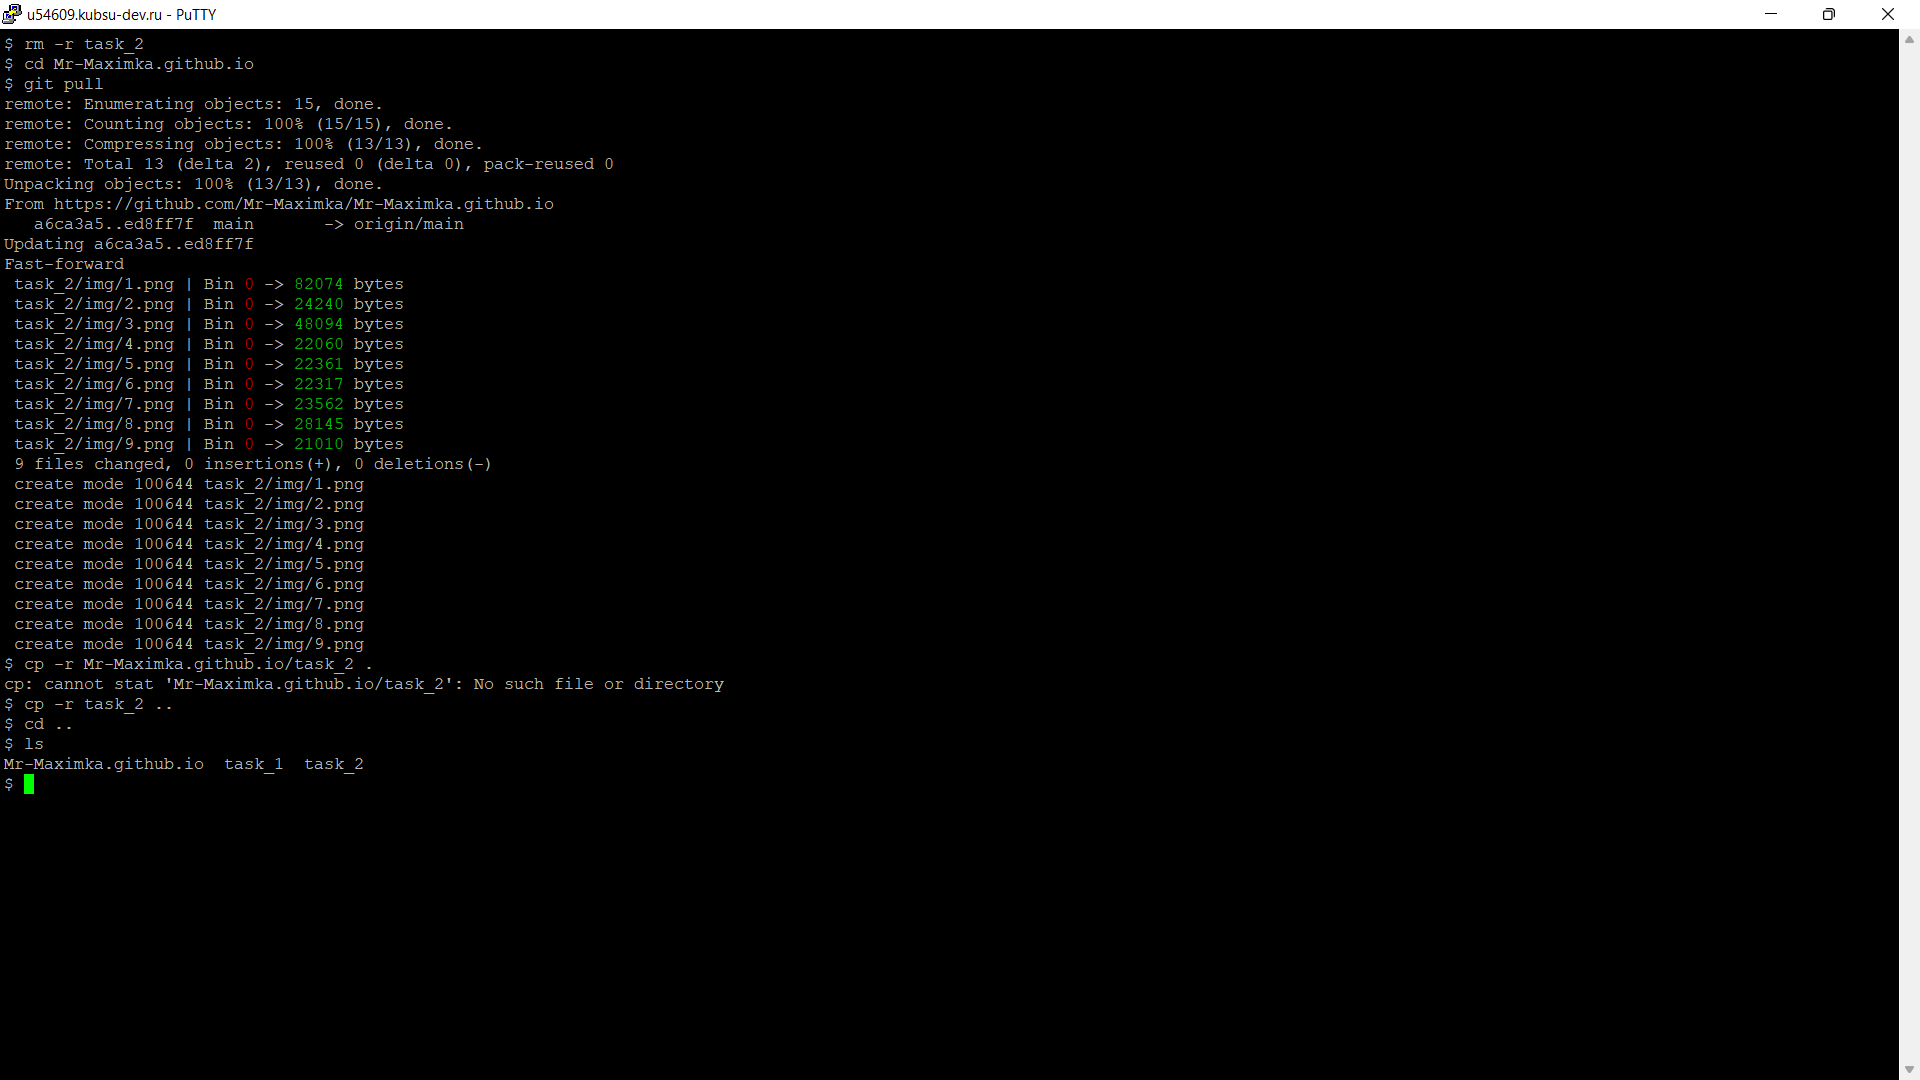 u54609.kubsu-dev.ru - PuTTY
$ rm -r task_2
$ cd Mr-Maximka.github.io
$ git pull
remote: Enumerating objects: 15, done.
remote: Counting objects: 100% (15/15), done.
remote: Compressing objects: 100% (13/13), done.
remote: Total 13 (delta 2), reused 0 (delta 0), pack-reused 0
Unpacking objects: 100% (13/13), done.
From https://github.com/Mr-Maximka/Mr-Maximka.github.io
   a6ca3a5..ed8ff7f  main       -> origin/main
Updating a6ca3a5..ed8ff7f
Fast-forward
 task_2/img/1.png | Bin 0 -> 82074 bytes
 task_2/img/2.png | Bin 0 -> 24240 bytes
 task_2/img/3.png | Bin 0 -> 48094 bytes
 task_2/img/4.png | Bin 0 -> 22060 bytes
 task_2/img/5.png | Bin 0 -> 22361 bytes
 task_2/img/6.png | Bin 0 -> 22317 bytes
 task_2/img/7.png | Bin 0 -> 23562 bytes
 task_2/img/8.png | Bin 0 -> 28145 bytes
 task_2/img/9.png | Bin 0 -> 21010 bytes
 9 files changed, 0 insertions(+), 0 deletions(-)
 create mode 100644 task_2/img/1.png
 create mode 100644 task_2/img/2.png
 create mode 100644 task_2/img/3.png
 create mode 100644 task_2/img/4.png
 create mode 100644 task_2/img/5.png
 create mode 100644 task_2/img/6.png
 create mode 100644 task_2/img/7.png
 create mode 100644 task_2/img/8.png
 create mode 100644 task_2/img/9.png
$ cp -r Mr-Maximka.github.io/task_2 .
cp: cannot stat 'Mr-Maximka.github.io/task_2': No such file or directory
$ cp -r task_2 ..
$ cd ..
$ ls
Mr-Maximka.github.io  task_1  task_2
$